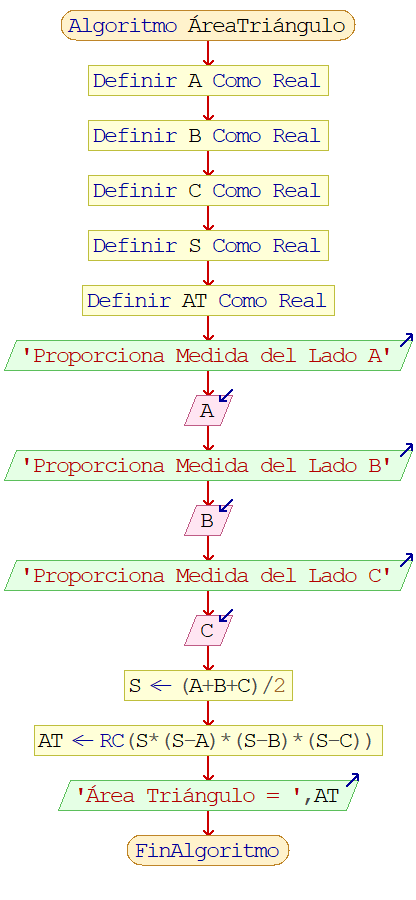 Algoritmo ÁreaTriángulo
Definir A Como Real
Definir B Como Real
Definir C Como Real
Definir S Como Real
Definir AT Como Real
'Proporciona Medida del Lado A'
A
'Proporciona Medida del Lado B'
B
'Proporciona Medida del Lado C'
C
S ← (A+B+C)/2
AT ← RC(S*(S-A)*(S-B)*(S-C))
'Área Triángulo = ',AT
FinAlgoritmo